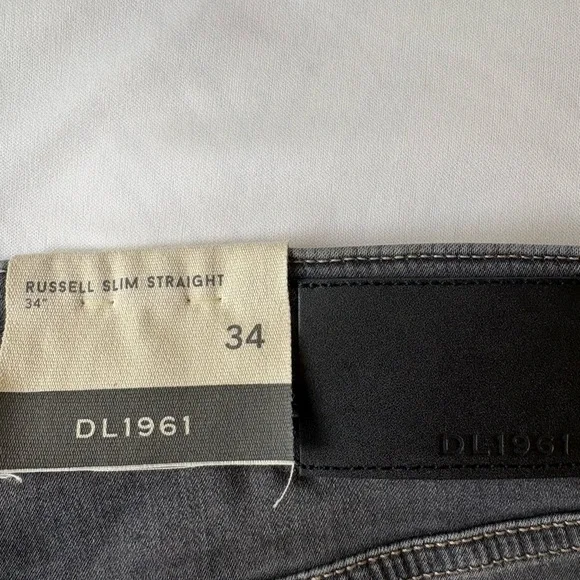 RUSSELL SLIM STRAIGHT
34"
34
DL1961
DL1961